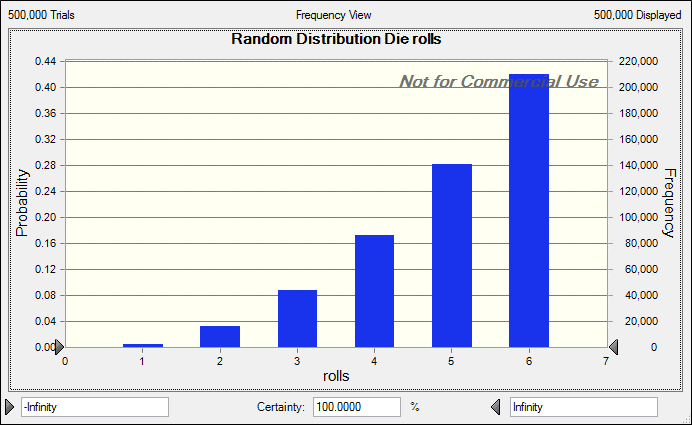 500,000 Trials Frequency View 500,000 Displayed
Random Distribution Die rolls
Not for Commercial Use
0.44 220,000
0.40 200,000
0.36 180,000
0.32 160,000
0.28 140,000
0.24 120,000
0.20 100,000
0.16 80,000
0.12 60,000
0.08 40,000
0.04 20,000
0.00 0
Probability
Frequency
0 1 2 3 4 5 6 7
rolls
-Infinity Certainty: 100.0000 % Infinity